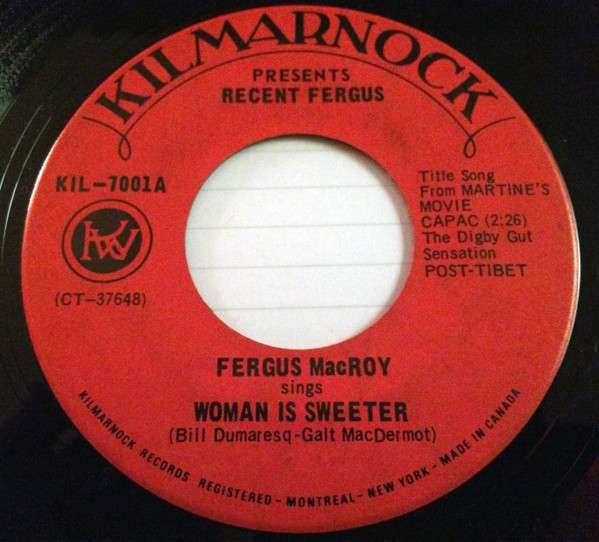 KILMARNOCK
PRESENTS
RECENT FERGUS
KIL-7001A
(CT-37648)
Title Song
From MARTINE'S
MOVIE
CAPAC (2:26)
The Digby Gut
Sensation
POST-TIBET
FERGUS MacROY
sings
WOMAN IS SWEETER
(Bill Dumaresq-Galt MacDermot)
KILMARNOCK RECORDS REGISTERED-MONTREAL-NEW YORK-MADE IN CANADA